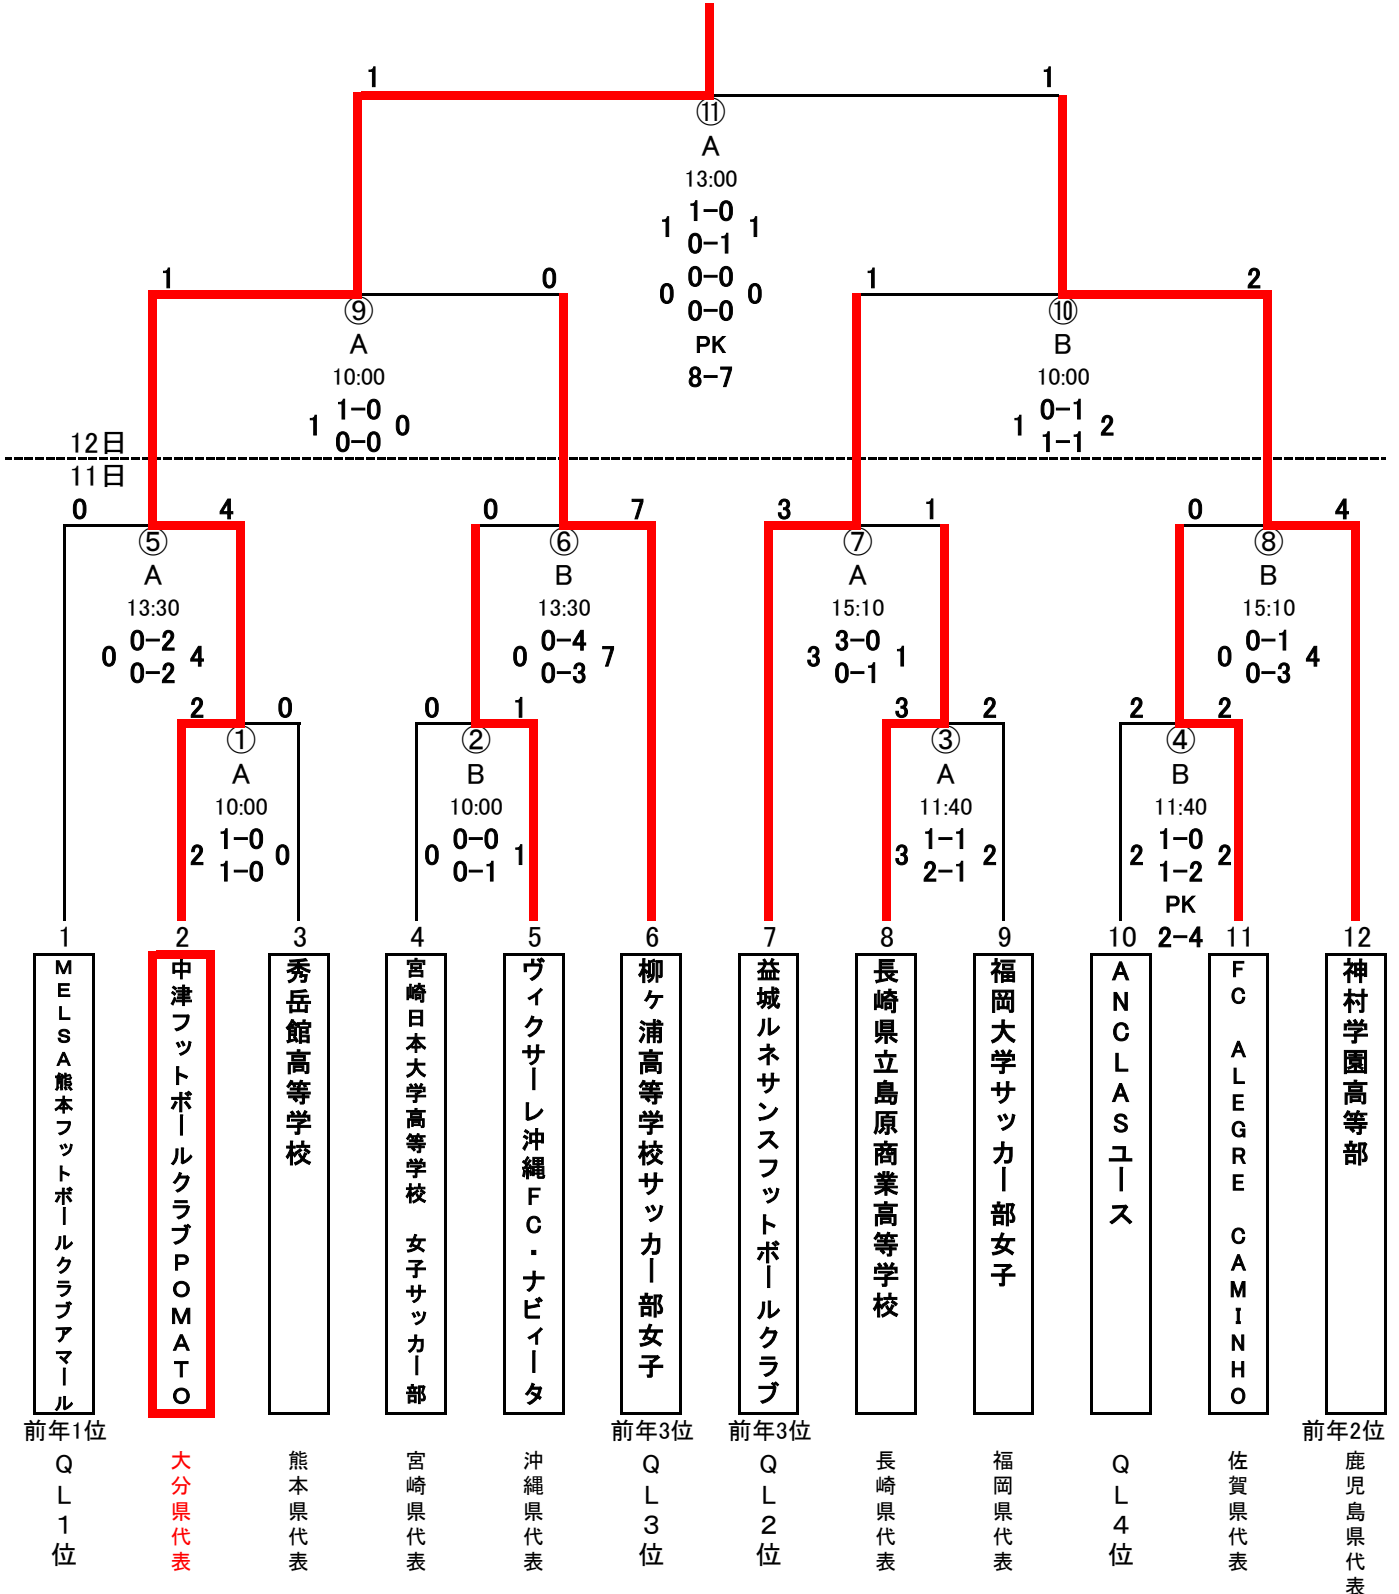 1 1
⑪
A
13:00
1 1-0 1
0-1
0 0-0 0
0-0
PK
8-7
1 0 1 2
⑨ ⑩
A B
10:00 10:00
1 1-0 0 1 0-1 2
0-0 1-1
12日
11日
0 4 0 7 3 1 0 4
⑤ ⑥ ⑦ ⑧
A B A B
13:30 13:30 15:10 15:10
0 0-2 4 0 0-4 7 3 3-0 1 0 0-1 4
0-2 0-3 0-1 0-3
2 0 0 1 3 2 2 2
① ② ③ ④
A B A B
10:00 10:00 11:40 11:40
2 1-0 0 0 0-0 1 3 1-1 2 2 1-0 2
1-0 0-1 2-1 1-2
PK
2-4
1 2 3 4 5 6 7 8 9 10 11 12
MELSA熊本フットボールクラブアマール
中津フットボールクラブPOMATO
秀岳館高等学校
宮崎日本大学高等学校 女子サッカー部
ヴィクサーレ沖縄FC・ナビィータ
柳ヶ浦高等学校サッカー部女子
益城ルネサンスフットボールクラブ
長崎県立島原商業高等学校
福岡大学サッカー部女子
ANCLASユース
FC ALEGRE CAMINHO
神村学園高等部
前年1位 前年3位 前年3位 前年2位
QL1位
大分県代表
熊本県代表
宮崎県代表
沖縄県代表
QL3位
QL2位
長崎県代表
福岡県代表
QL4位
佐賀県代表
鹿児島県代表